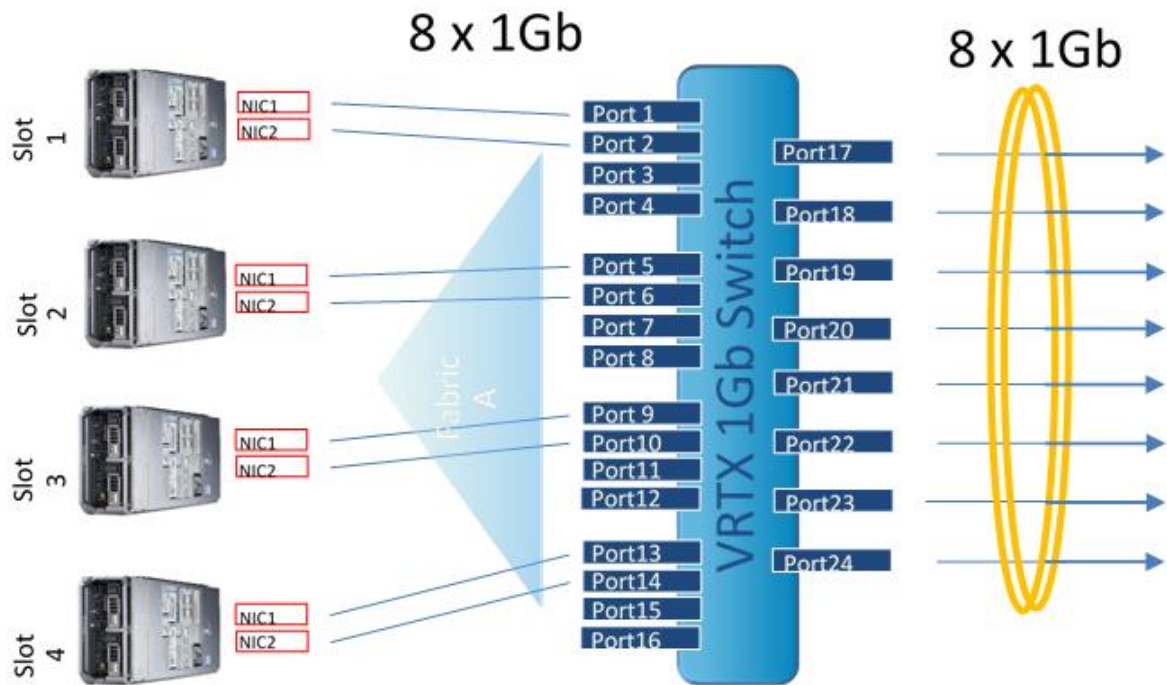 8 x 1Gb
8 x 1Gb
Slot
1
NIC1
NIC2
Slot
2
NIC1
NIC2
Slot
3
NIC1
NIC2
Slot
4
NIC1
NIC2
Fabric
A
Port 1
Port 2
Port 3
Port 4
Port 5
Port 6
Port 7
Port 8
Port 9
Port10
Port11
Port12
Port13
Port14
Port15
Port16
VRTX 1Gb Switch
Port17
Port18
Port19
Port20
Port21
Port22
Port23
Port24